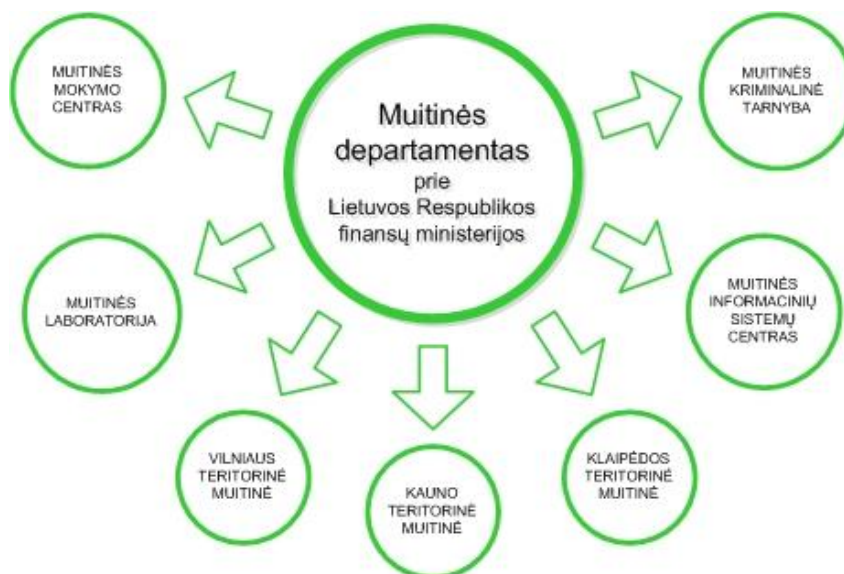 MUITINĖS
MOKYMO
CENTRAS
Muitinės
departamentas
prie
Lietuvos Respublikos
finansų ministerijos
MUITINĖS
KRIMINALINĖ
TARNYBA
MUITINĖS
LABORATORIJA
MUITINĖS
INFORMACINIŲ
SISTEMŲ
CENTRAS
VILNIAUS
TERITORINĖ
MUITINĖ
KAUNO
TERITORINĖ
MUITINĖ
KLAIPĖDOS
TERITORINĖ
MUITINĖ